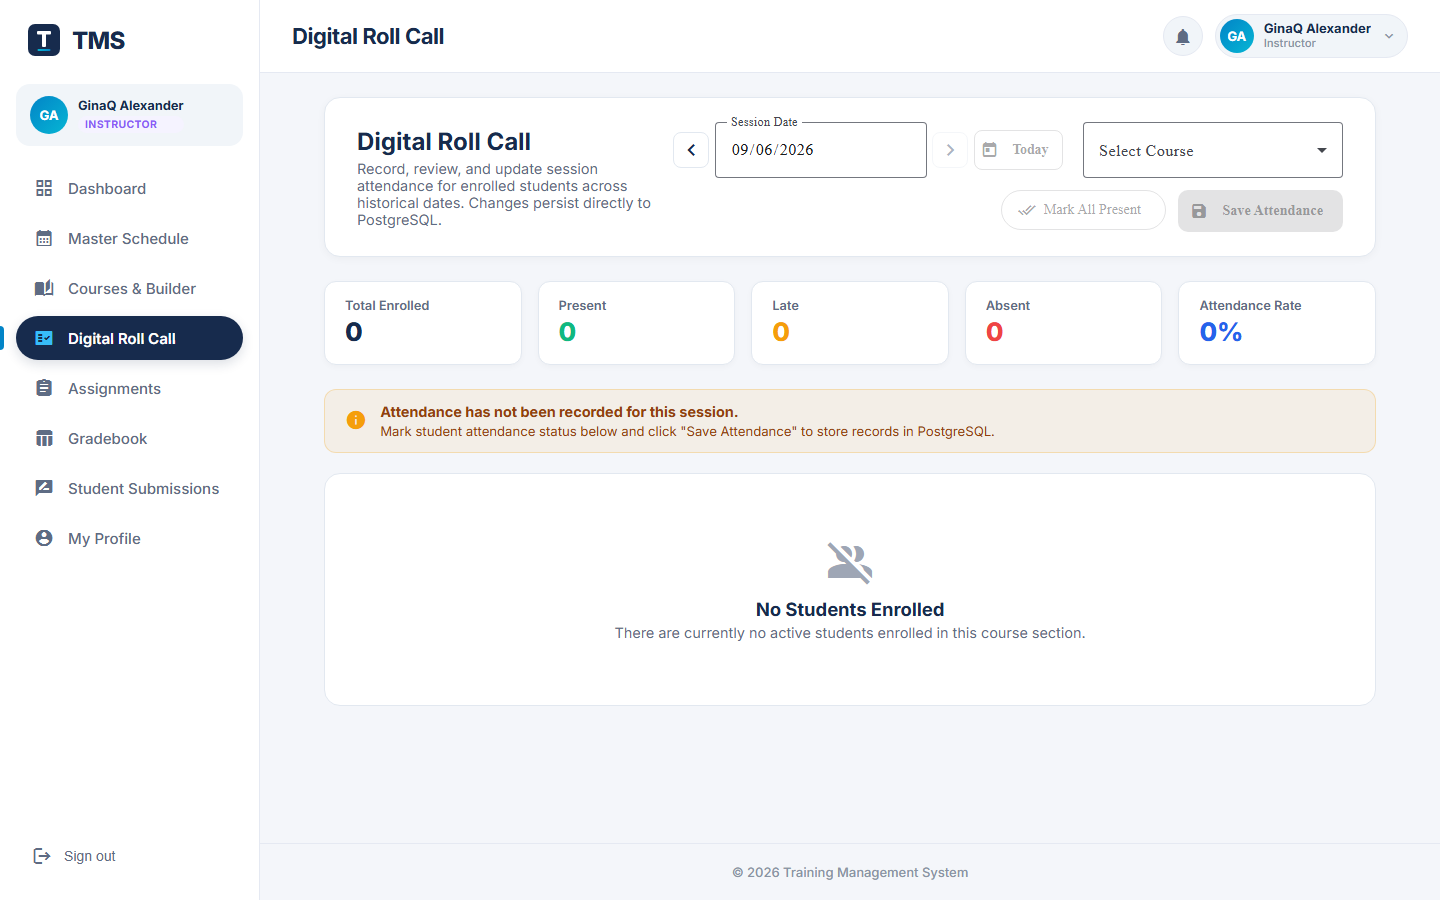 TMS
GA
GinaQ Alexander
INSTRUCTOR
Dashboard
Master Schedule
Courses & Builder
Digital Roll Call
Assignments
Gradebook
Student Submissions
My Profile
Sign out
Digital Roll Call
GA
GinaQ Alexander
Instructor
Digital Roll Call
Record, review, and update session
attendance for enrolled students across
historical dates. Changes persist directly to
PostgreSQL.
Session Date
09/06/2026
Today
Select Course
Mark All Present
Save Attendance
Total Enrolled
0
Present
0
Late
0
Absent
0
Attendance Rate
0%
Attendance has not been recorded for this session.
Mark student attendance status below and click "Save Attendance" to store records in PostgreSQL.
No Students Enrolled
There are currently no active students enrolled in this course section.
© 2026 Training Management System